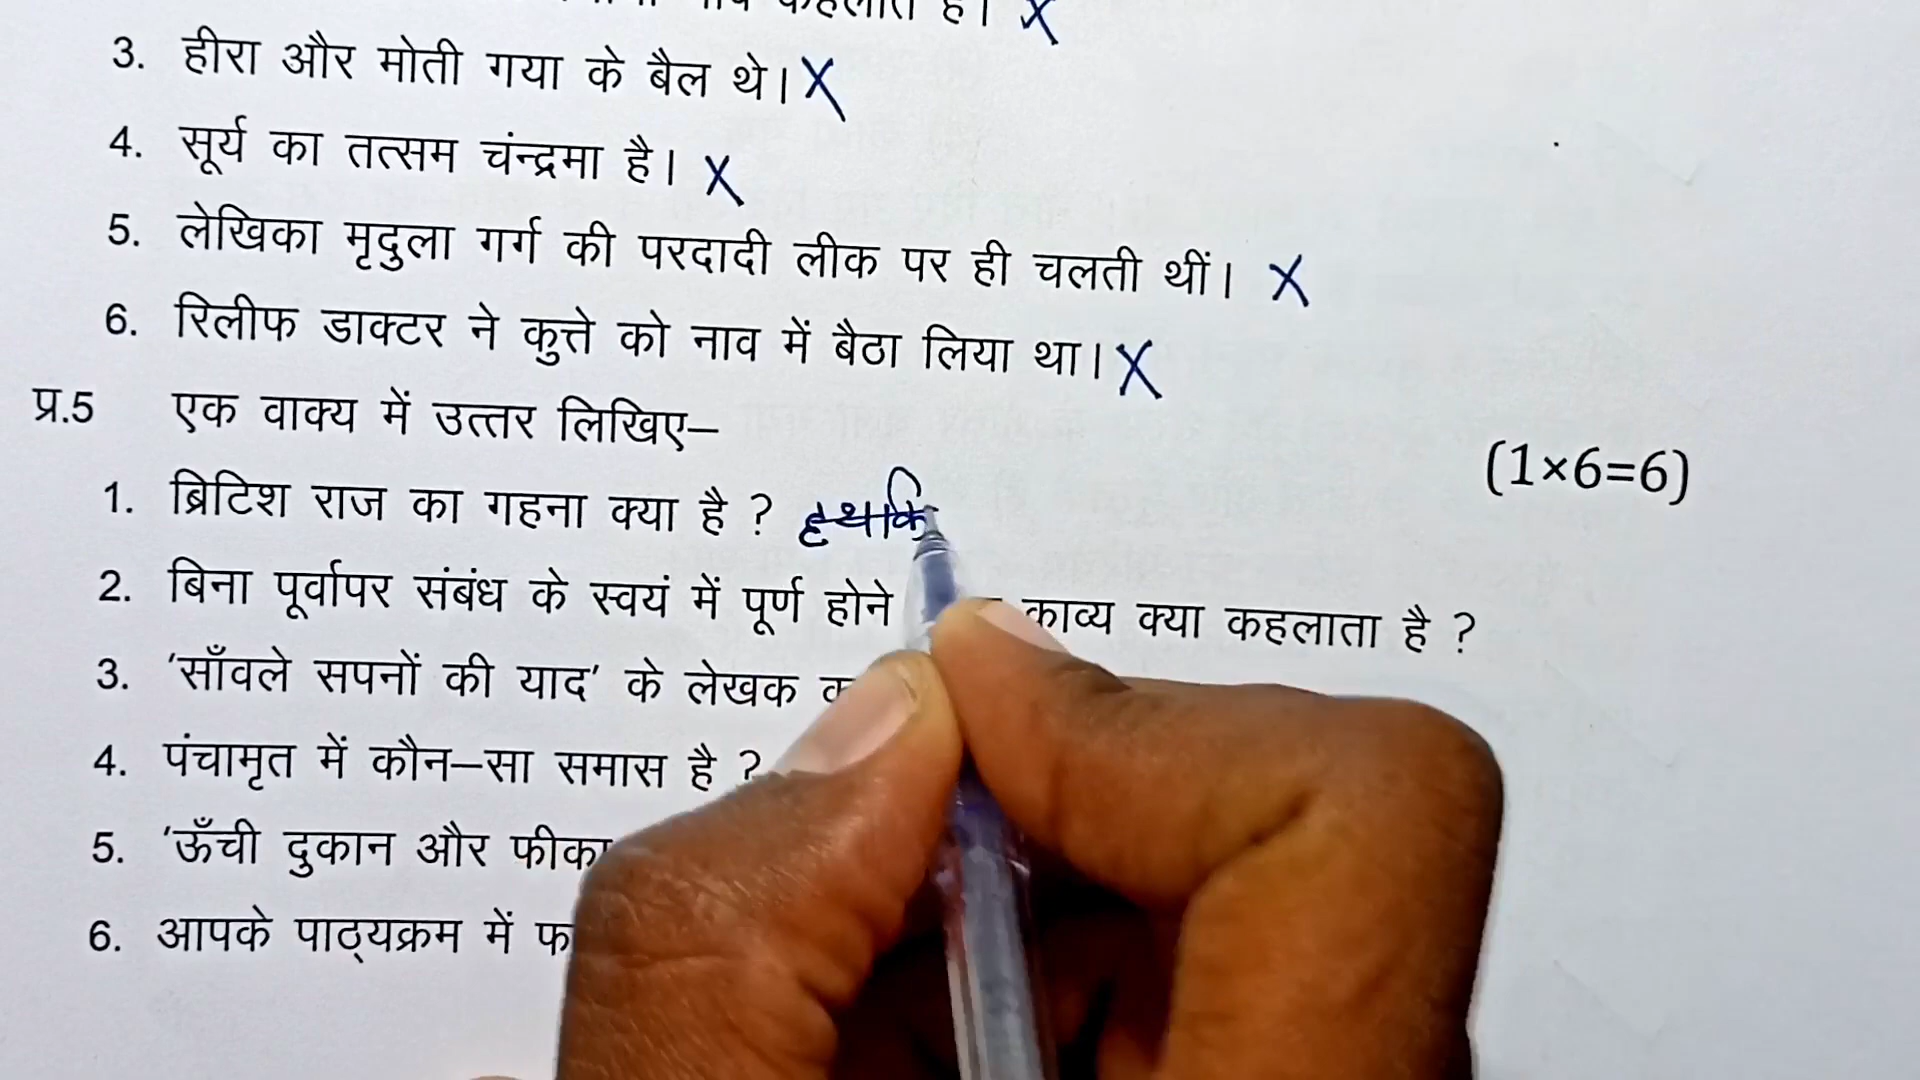 कहलाते है। X
3. हीरा और मोती गया के बैल थे। X
4. सूर्य का तत्सम चंन्द्रमा है। X
5. लेखिका मृदुला गर्ग की परदादी लीक पर ही चलती थीं। X
6. रिलीफ डाक्टर ने कुत्ते को नाव में बैठा लिया था। X
प्र.5 एक वाक्य में उत्तर लिखिए– (1×6=6)
1. ब्रिटिश राज का गहना क्या है ? हथकि
2. बिना पूर्वापर संबंध के स्वयं में पूर्ण होने काव्य क्या कहलाता है ?
3. 'साँवले सपनों की याद' के लेखक
4. पंचामृत में कौन–सा समास है ?
5. 'ऊँची दुकान और फीका
6. आपके पाठ्यक्रम में